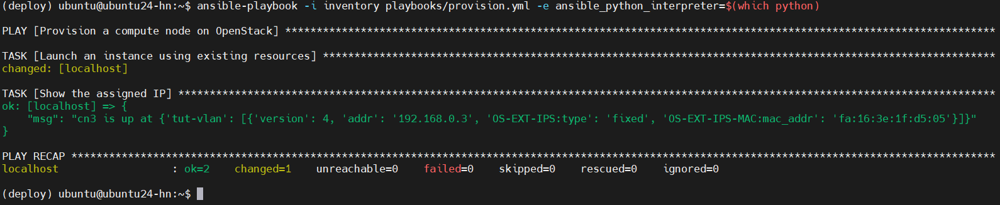 (deploy) ubuntu@ubuntu24-hn:~$ ansible-playbook -i inventory playbooks/provision.yml -e ansible_python_interpreter=$(which python)
PLAY [Provision a compute node on OpenStack] *****************************************************************************************************************
TASK [Launch an instance using existing resources] ***********************************************************************************************************
changed: [localhost]
TASK [Show the assigned IP] **********************************************************************************************************************************
ok: [localhost] => {
    "msg": "cn3 is up at {'tut-vlan': [{'version': 4, 'addr': '192.168.0.3', 'OS-EXT-IPS:type': 'fixed', 'OS-EXT-IPS-MAC:mac_addr': 'fa:16:3e:1f:d5:05'}]}"
}
PLAY RECAP ***************************************************************************************************************************************************
localhost                  : ok=2    changed=1    unreachable=0    failed=0    skipped=0    rescued=0    ignored=0
(deploy) ubuntu@ubuntu24-hn:~$